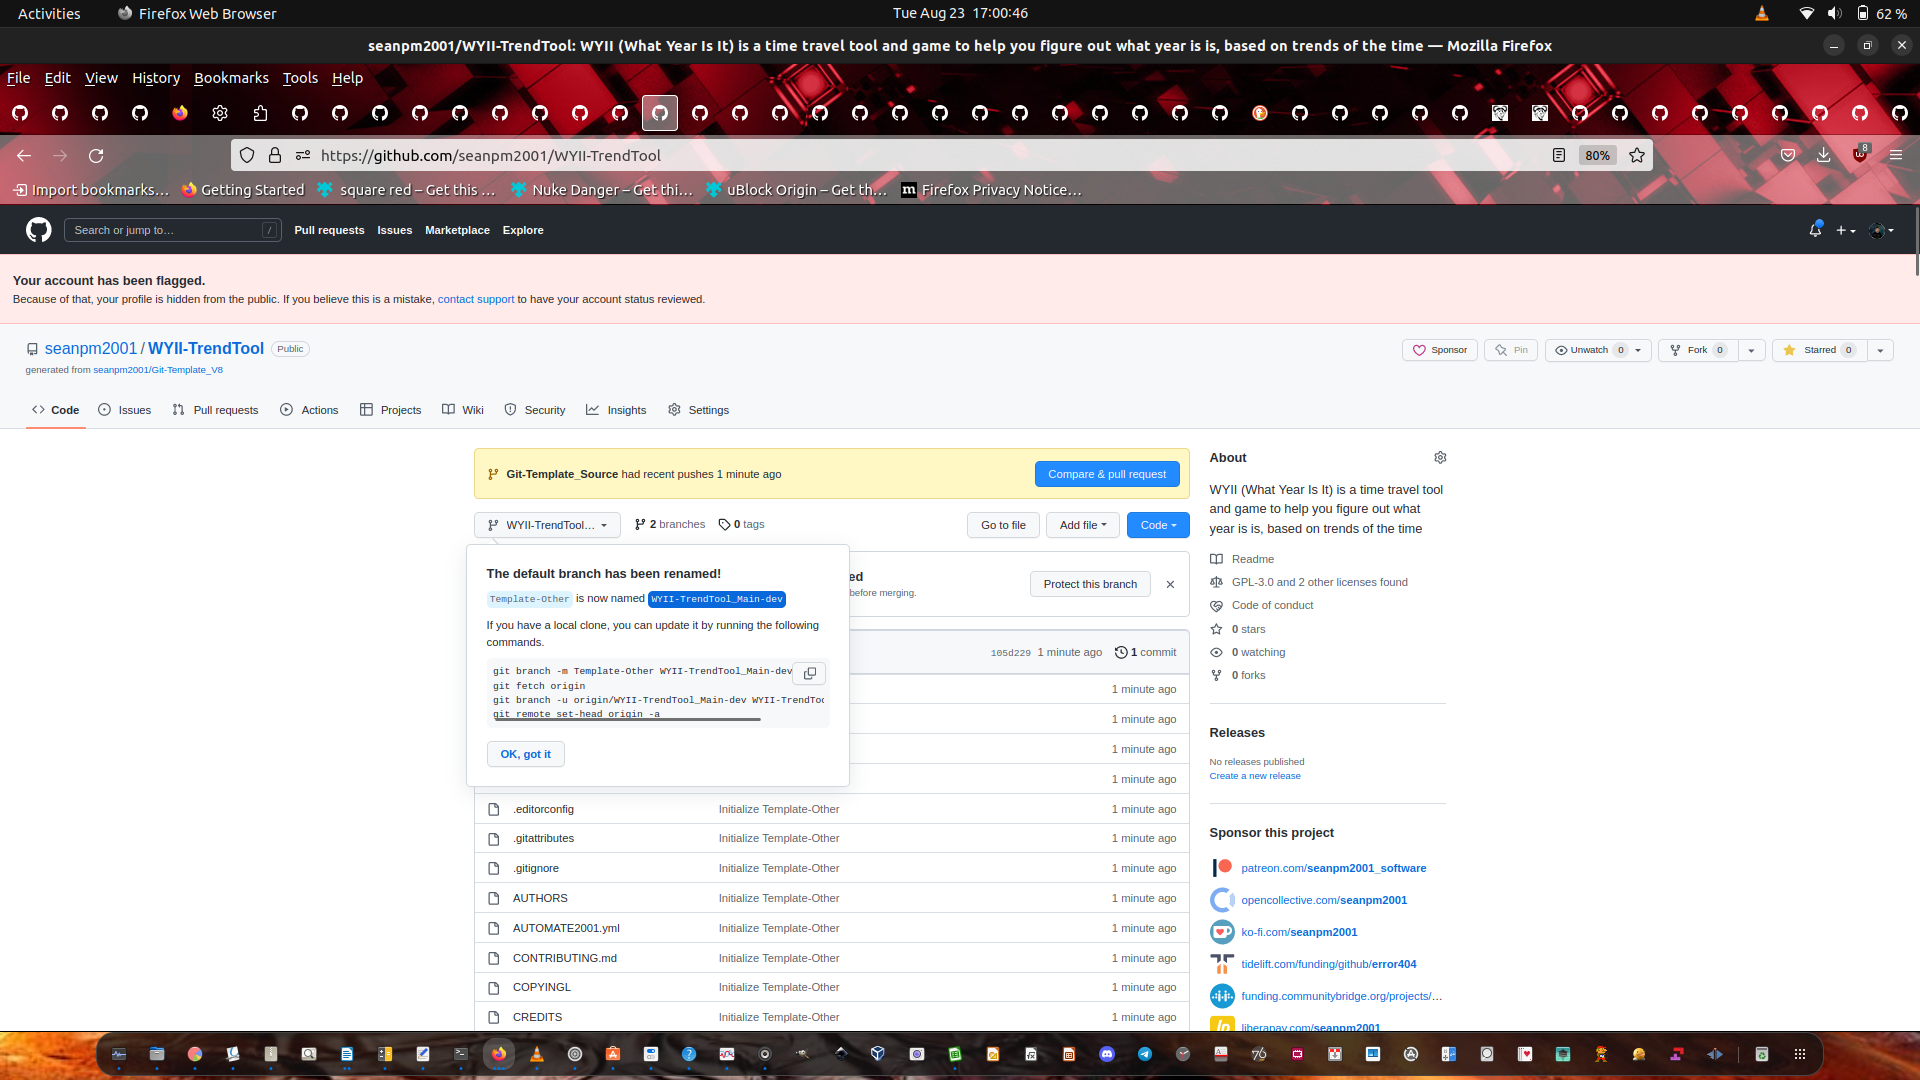 Activities
Firefox Web Browser
Tue Aug 23 17:00:46
62 %
seanpm2001/WYII-TrendTool: WYII (What Year Is It) is a time travel tool and game to help you figure out what year is is, based on trends of the time — Mozilla Firefox
File Edit View History Bookmarks Tools Help
https://github.com/seanpm2001/WYII-TrendTool
80%
8
Import bookmarks…
Getting Started
square red – Get this …
Nuke Danger – Get thi…
uBlock Origin – Get th…
Firefox Privacy Notice…
Search or jump to…
/
Pull requests
Issues
Marketplace
Explore
Your account has been flagged.
Because of that, your profile is hidden from the public. If you believe this is a mistake, contact support to have your account status reviewed.
seanpm2001 / WYII-TrendTool
Public
Sponsor
Pin
Unwatch 0
Fork 0
Starred 0
generated from seanpm2001/Git-Template_V8
Code
Issues
Pull requests
Actions
Projects
Wiki
Security
Insights
Settings
Git-Template_Source had recent pushes 1 minute ago
Compare & pull request
WYII-TrendTool…
2 branches
0 tags
Go to file
Add file
Code
The default branch has been renamed!
Template-Other is now named WYII-TrendTool_Main-dev
If you have a local clone, you can update it by running the following
commands.
git branch -m Template-Other WYII-TrendTool_Main-dev
git fetch origin
git branch -u origin/WYII-TrendTool_Main-dev WYII-TrendToo
git remote set-head origin -a
OK, got it
ed
before merging.
Protect this branch
105d229 1 minute ago
1 commit
1 minute ago
1 minute ago
1 minute ago
1 minute ago
.editorconfig Initialize Template-Other 1 minute ago
.gitattributes Initialize Template-Other 1 minute ago
.gitignore Initialize Template-Other 1 minute ago
AUTHORS Initialize Template-Other 1 minute ago
AUTOMATE2001.yml Initialize Template-Other 1 minute ago
CONTRIBUTING.md Initialize Template-Other 1 minute ago
COPYINGL Initialize Template-Other 1 minute ago
CREDITS Initialize Template-Other 1 minute ago
About
WYII (What Year Is It) is a time travel tool
and game to help you figure out what
year is is, based on trends of the time
Readme
GPL-3.0 and 2 other licenses found
Code of conduct
0 stars
0 watching
0 forks
Releases
No releases published
Create a new release
Sponsor this project
patreon.com/seanpm2001_software
opencollective.com/seanpm2001
ko-fi.com/seanpm2001
tidelift.com/funding/github/error404
funding.communitybridge.org/projects/…
liberapay.com/seanpm2001